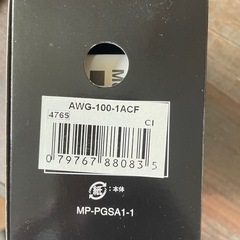 AWG-100-1ACF
4765 CI
0 79767 88083 5
紙 :本体
MP-PGSA1-1